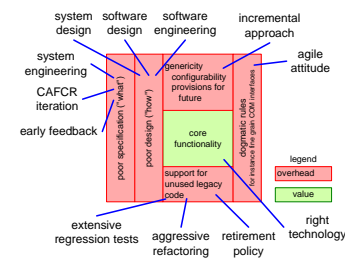 system
design
software
design
software
engineering
incremental
approach
agile
attitude
system
engineering
CAFCR
iteration
early feedback
poor specification ("what")
poor design ("how")
genericity
configurability
provisions for
future
core
functionality
support for
unused legacy
code
dogmatic rules
for instance fine grain COM interfaces
legend
overhead
value
extensive
regression tests
aggressive
refactoring
retirement
policy
right
technology